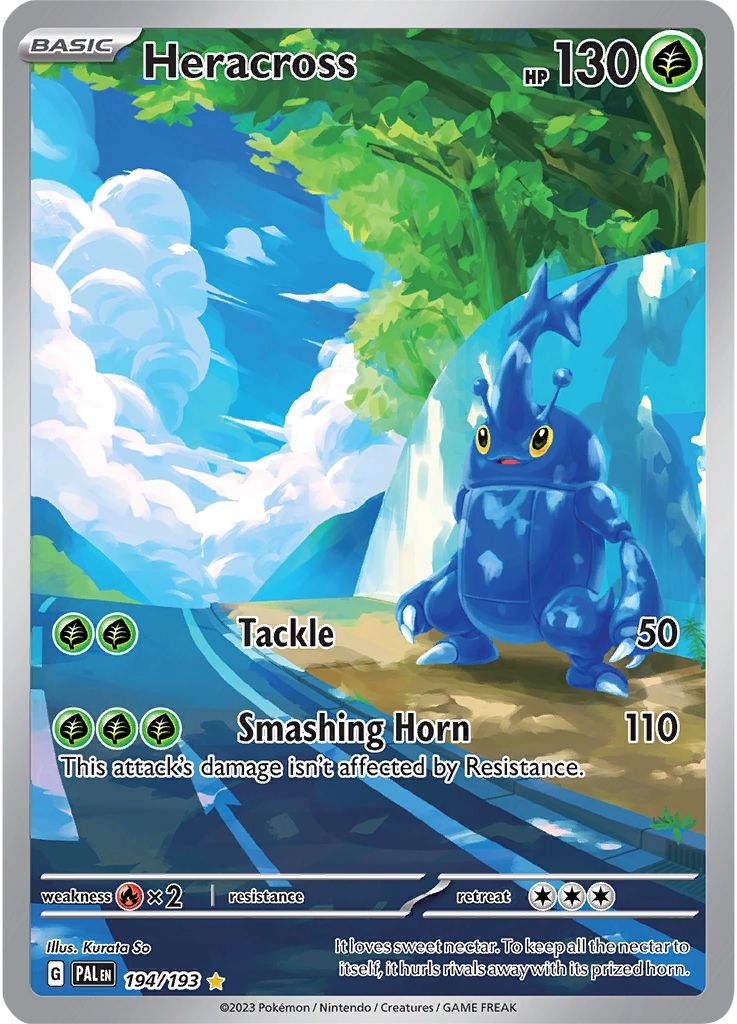 BASIC Heracross HP 130
Tackle 50
Smashing Horn 110
This attack's damage isn't affected by Resistance.
weakness ×2 resistance retreat
Illus. Kurata So
It loves sweet nectar. To keep all the nectar to
itself, it hurls rivals away with its prized horn.
G PAL EN 194/193
©2023 Pokémon / Nintendo / Creatures / GAME FREAK